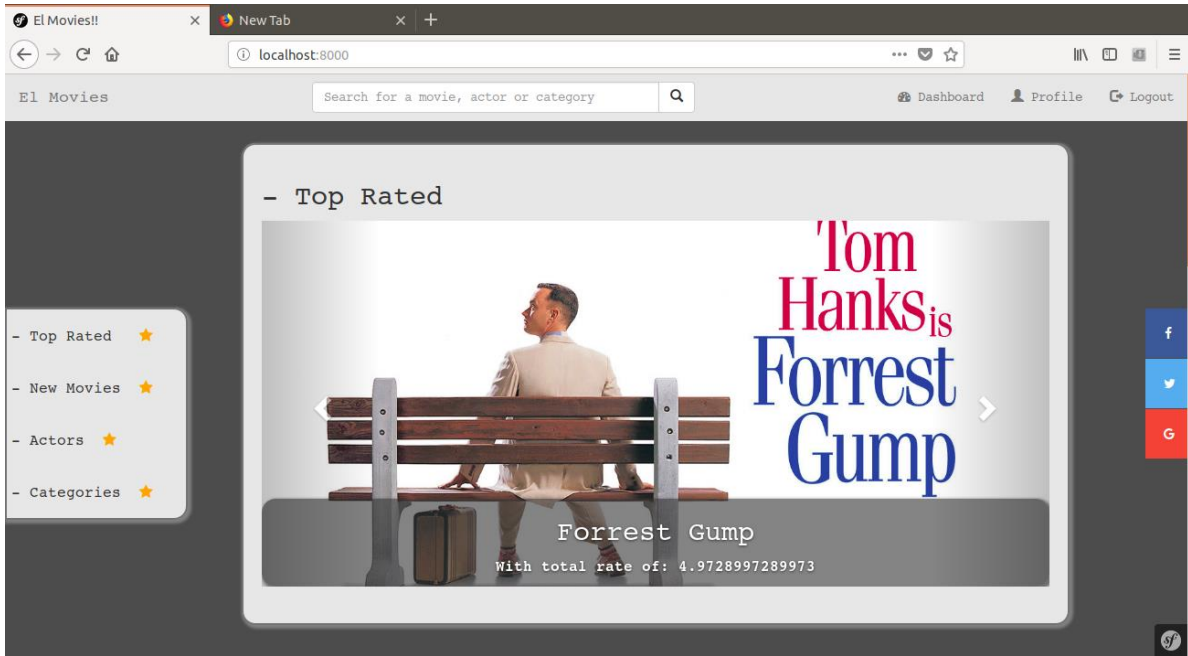 El Movies!!
New Tab
localhost:8000
El Movies
Search for a movie, actor or category
Dashboard
Profile
Logout
- Top Rated
Tom
Hanks is
Forrest
Gump
Forrest Gump
With total rate of: 4.9728997289973
- Top Rated
- New Movies
- Actors
- Categories
f
G
sf